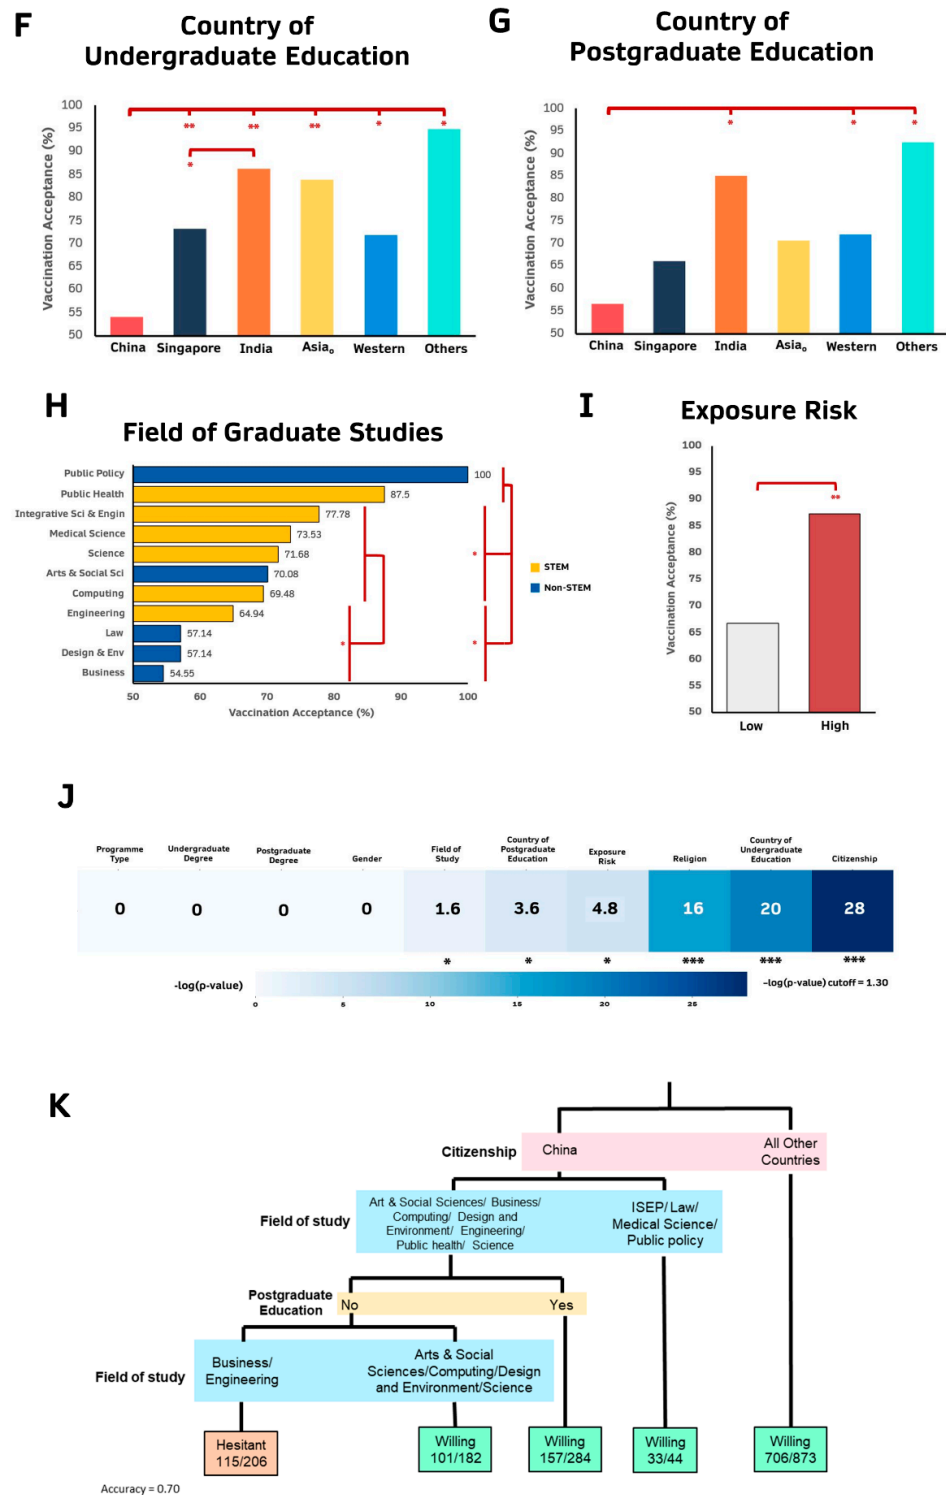 F
Country of
Undergraduate Education
Vaccination Acceptance (%)
100
95
90
85
80
75
70
65
60
55
50
**
**
**
*
*
*
China
Singapore
India
Asiaₒ
Western
Others
G
Country of
Postgraduate Education
Vaccination Acceptance (%)
100
95
90
85
80
75
70
65
60
55
50
*
*
*
China
Singapore
India
Asiaₒ
Western
Others
H
Field of Graduate Studies
Public Policy 100
Public Health 87.5
Integrative Sci & Engin 77.78
Medical Science 73.53
Science 71.68
Arts & Social Sci 70.08
Computing 69.48
Engineering 64.94
Law 57.14
Design & Env 57.14
Business 54.55
50 60 70 80 90 100
Vaccination Acceptance (%)
*
*
*
STEM
Non-STEM
I
Exposure Risk
Vaccination Acceptance (%)
100
95
90
85
80
75
70
65
60
55
50
**
Low
High
J
Programme
Type
Undergraduate
Degree
Postgraduate
Degree
Gender
Field of
Study
Country of
Postgraduate
Education
Exposure
Risk
Religion
Country of
Undergraduate
Education
Citizenship
0 0 0 0 1.6 3.6 4.8 16 20 28
* * * *** *** ***
-log(p-value)
0 5 10 15 20 25
-log(p-value) cutoff = 1.30
K
Citizenship
China
All Other
Countries
Field of study
Art & Social Sciences/ Business/
Computing/ Design and
Environment/ Engineering/
Public health/ Science
ISEP/ Law/
Medical Science/
Public policy
Postgraduate
Education
No
Yes
Field of study
Business/
Engineering
Arts & Social
Sciences/Computing/Design
and Environment/Science
Hesitant
115/206
Willing
101/182
Willing
157/284
Willing
33/44
Willing
706/873
Accuracy = 0.70